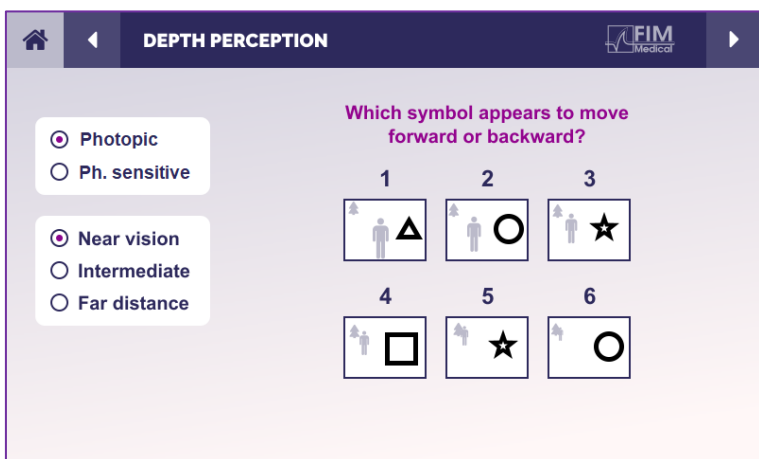 DEPTH PERCEPTION
FIM
Medical
Photopic
Ph. sensitive
Near vision
Intermediate
Far distance
Which symbol appears to move
forward or backward?
1 2 3
4 5 6